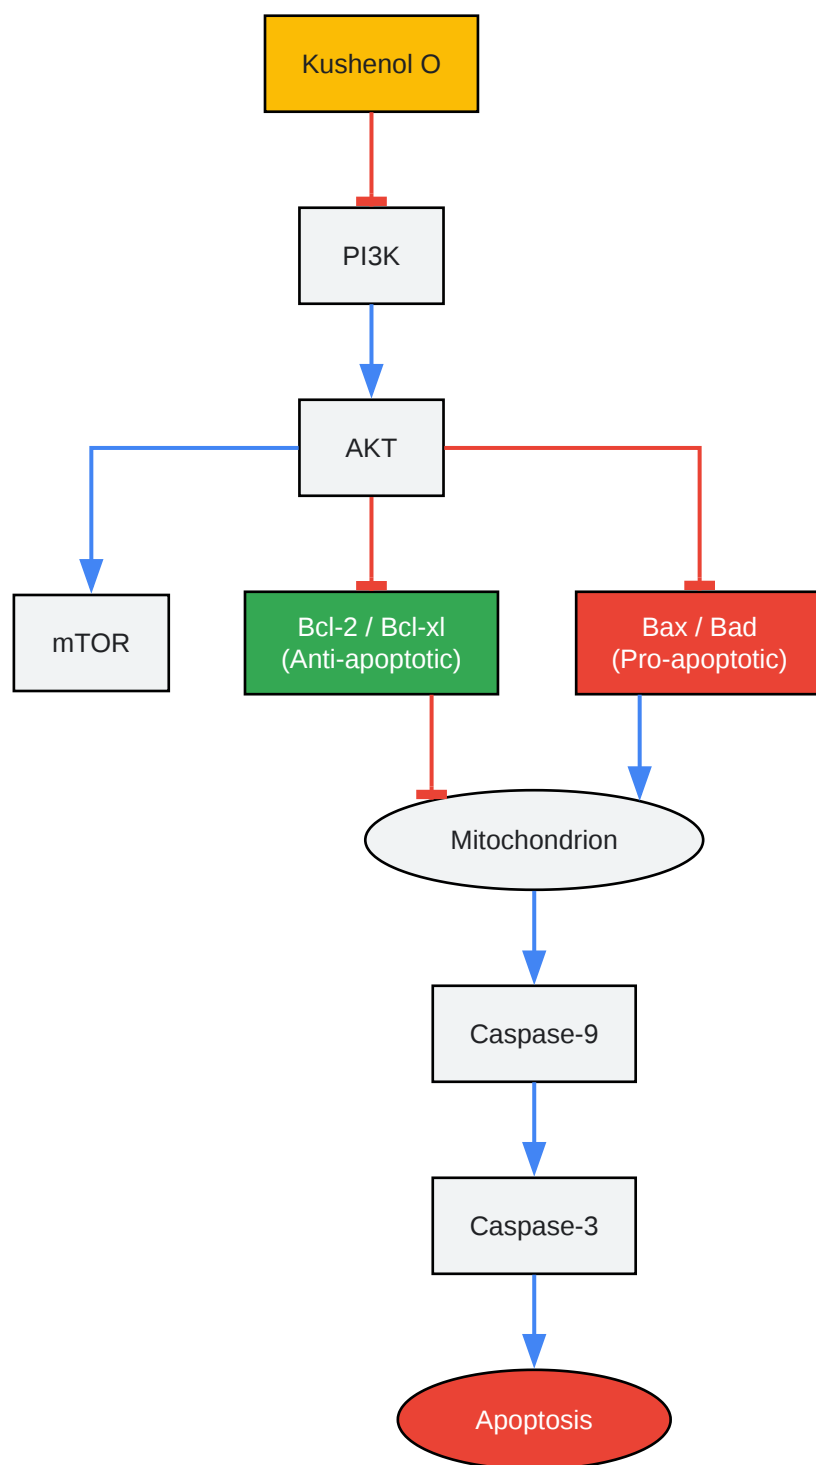 Kushenol O
PI3K
AKT
mTOR
Bcl-2 / Bcl-xl
(Anti-apoptotic)
Bax / Bad
(Pro-apoptotic)
Mitochondrion
Caspase-9
Caspase-3
Apoptosis